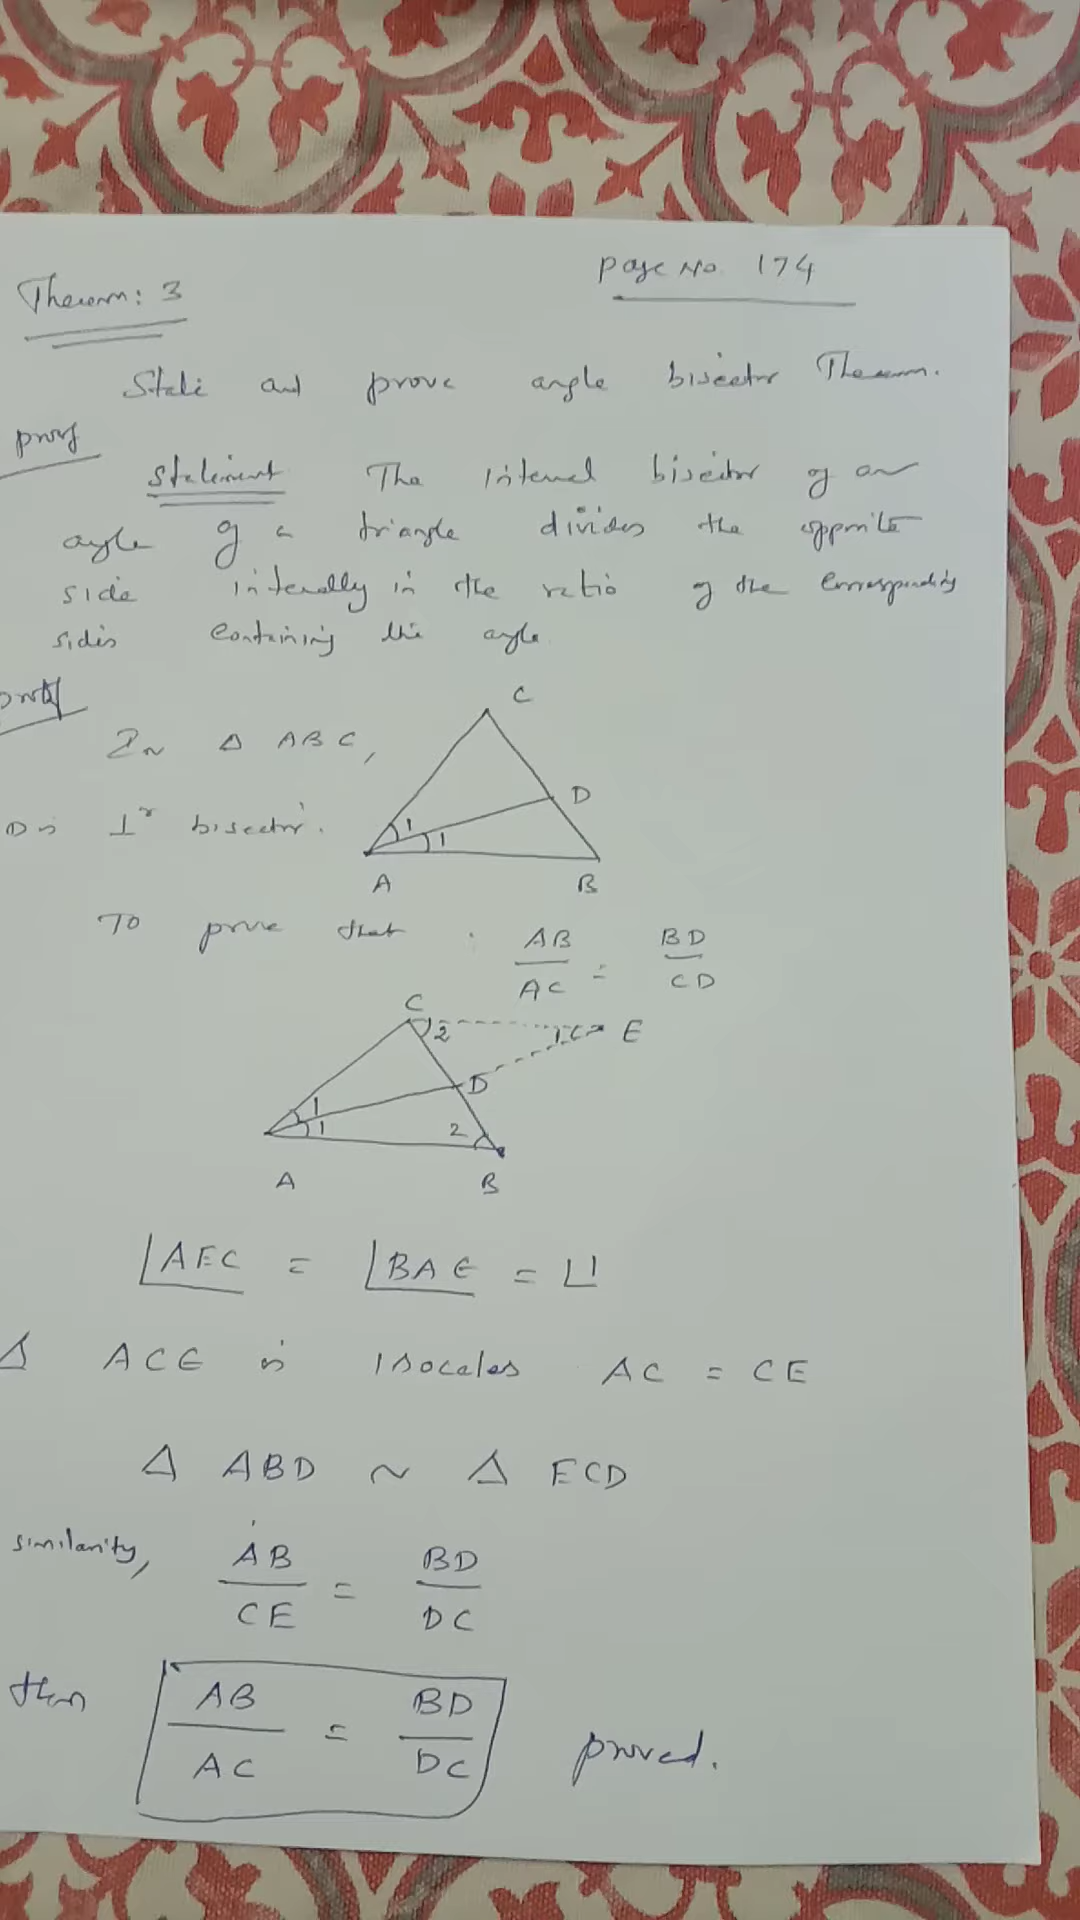 Page No. 174
Theorem: 3
State and prove angle bisector Theorem.
proof
Statement The internal bisector of an
angle of a triangle divides the opposite
side internally in the ratio of the corresponding
sides containing the angle.
proof
C
In Δ ABC,
D
D is ⊥r bisector.
1
1
A B
To prove that : AB/AC = BD/CD
C
2 1 E
D
1
1 2
A B
∠AEC = ∠BAE = ∠1
Δ ACE is isoceles AC = CE
Δ ABD ~ Δ ECD
similarity, AB/CE = BD/DC
then AB/AC = BD/DC proved.